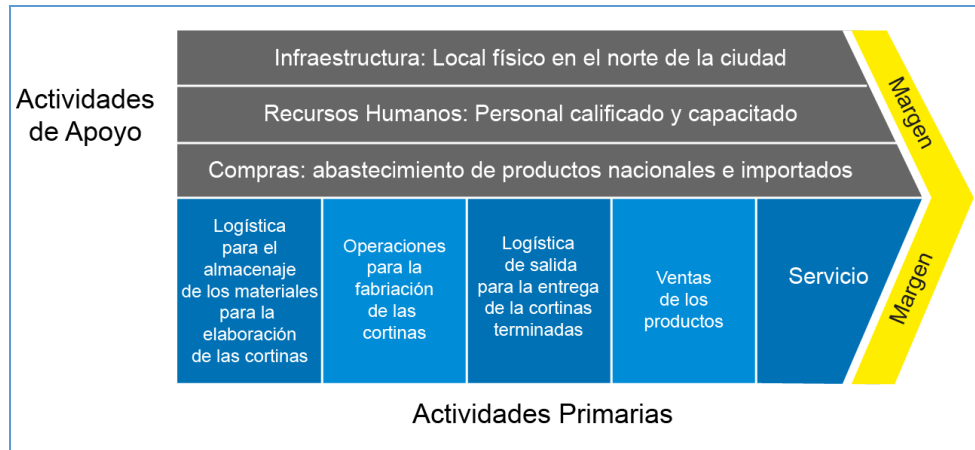 Infraestructura: Local físico en el norte de la ciudad
Actividades
de Apoyo
Recursos Humanos: Personal calificado y capacitado
Compras: abastecimiento de productos nacionales e importados
Margen
Logística
para el
almacenaje
de los materiales
para la
elaboración
de las cortinas
Operaciones
para la
fabriación
de las
cortinas
Logística
de salida
para la entrega
de la cortinas
terminadas
Ventas
de los
productos
Servicio
Margen
Actividades Primarias